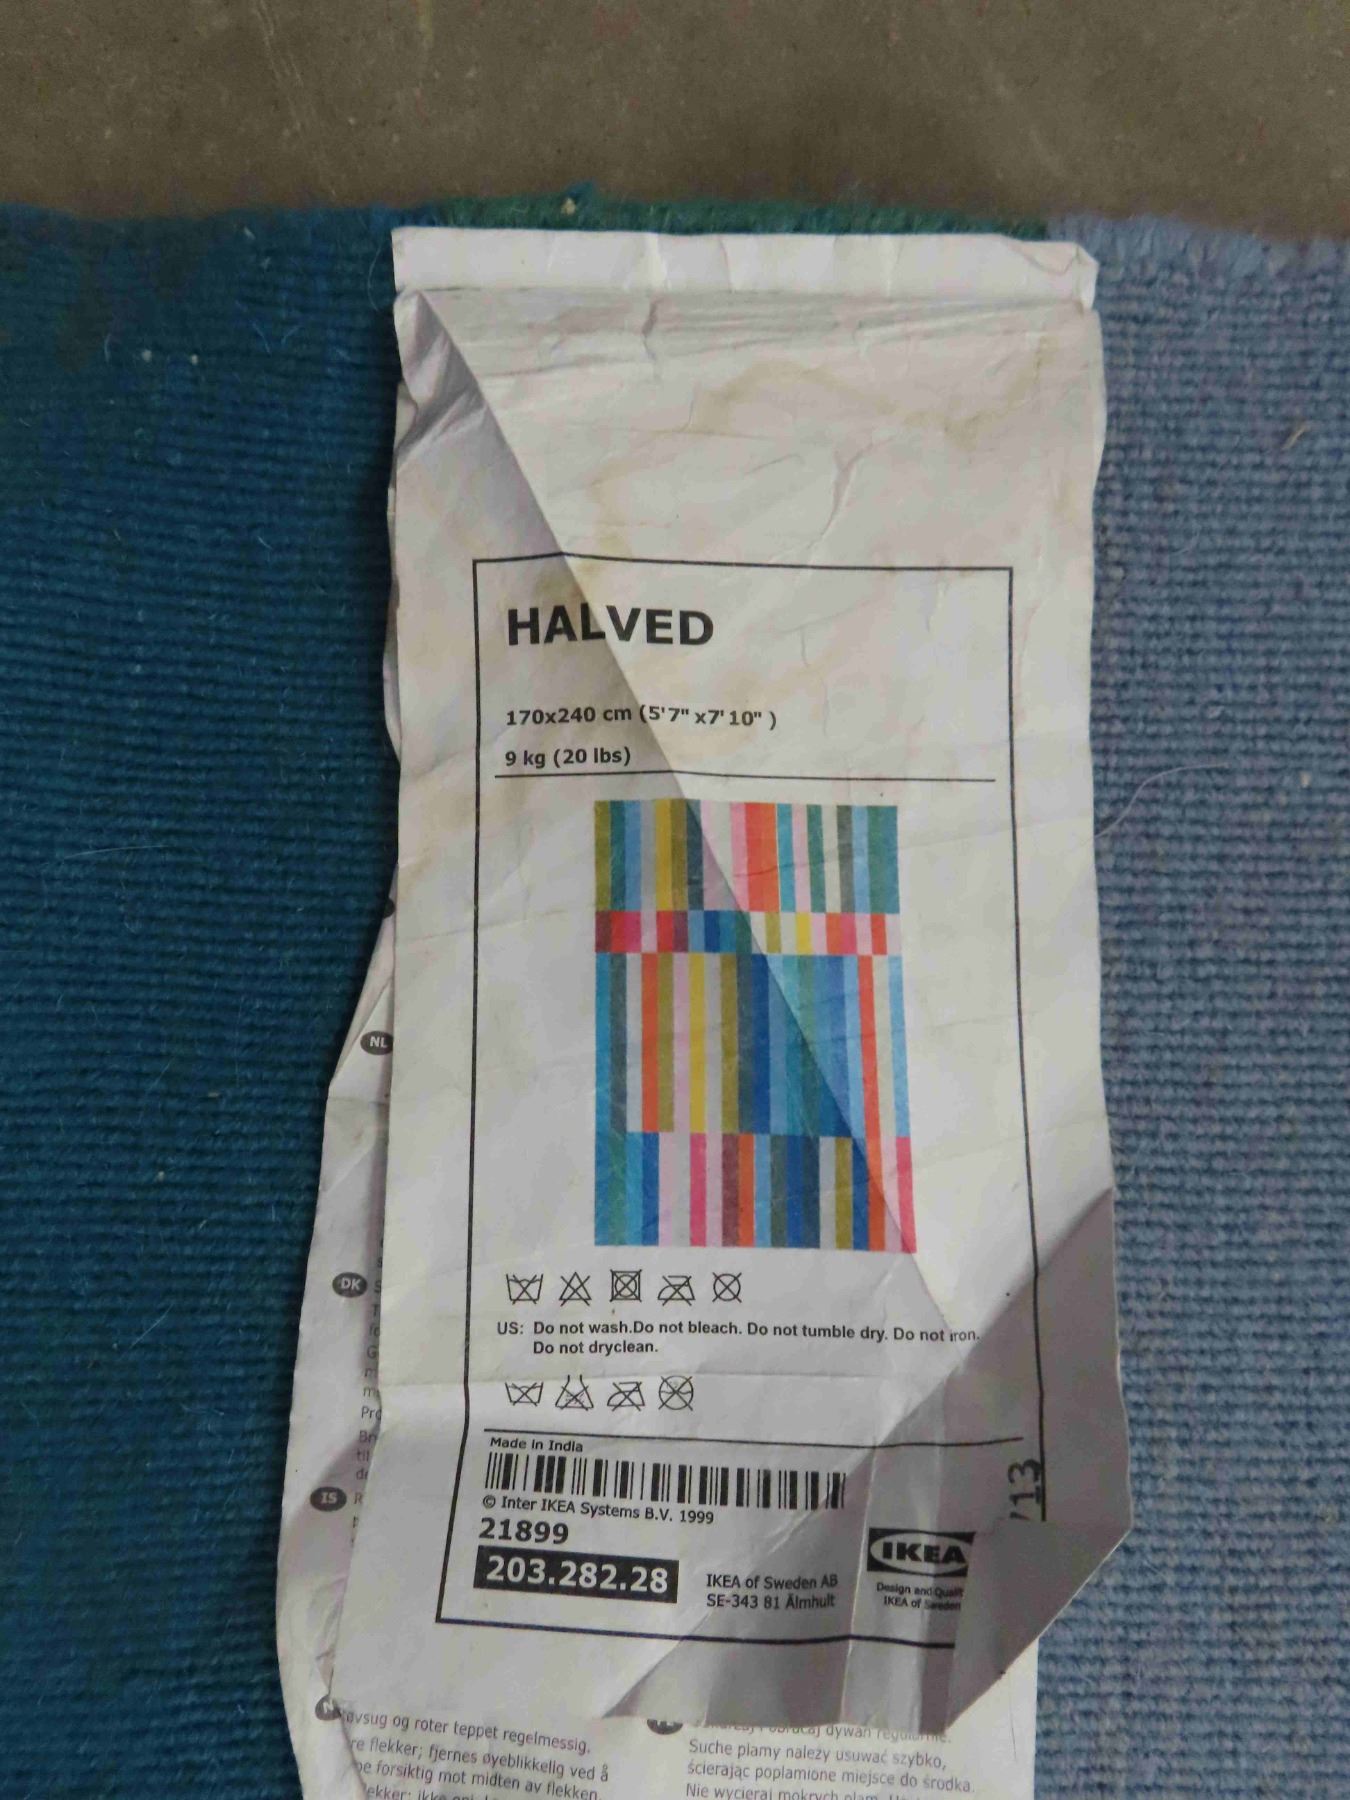 HALVED
170x240 cm (5'7" x7'10" )
9 kg (20 lbs)
US: Do not wash.Do not bleach. Do not tumble dry. Do not iron.
Do not dryclean.
Made in India
© Inter IKEA Systems B.V. 1999
21899
203.282.28
IKEA of Sweden AB
SE-343 81 Älmhult
IKEA
Design and
IKEA of Sweden
/13
NL
DK
IS
og roter teppet regelmessig.
flekker; fjernes øyeblikkelig ved å
forsiktig mot midten av flekken.
dywan
Suche plamy należy usuwać szybko,
ścierając poplamione miejsce do środka.
Nie wycieraj mokrych plam.